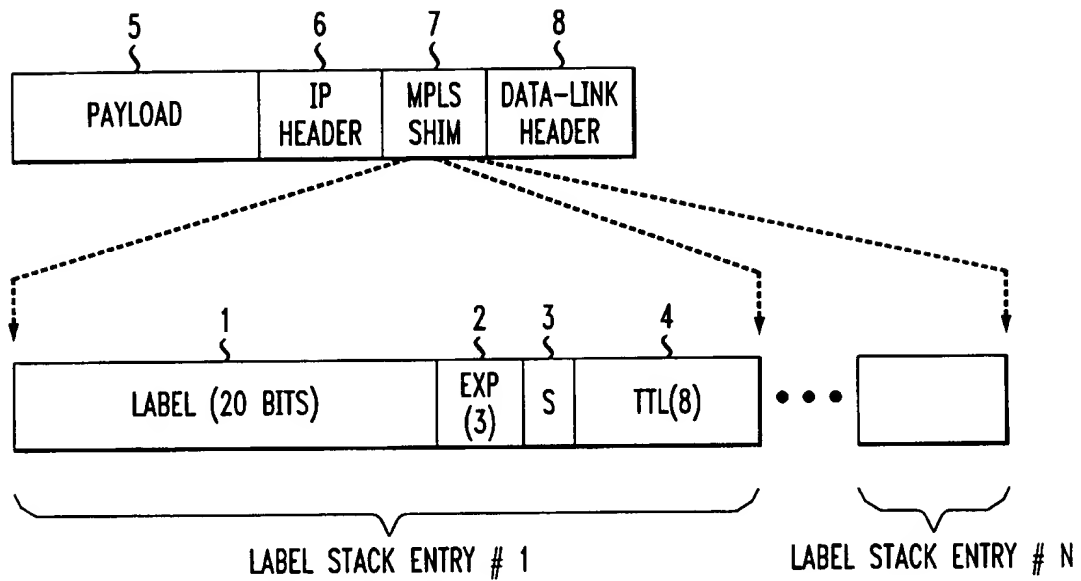 5 6 7 8
PAYLOAD
IP HEADER
MPLS SHIM
DATA-LINK HEADER
1 2 3 4
LABEL (20 BITS)
EXP (3)
S
TTL(8)
LABEL STACK ENTRY # 1
LABEL STACK ENTRY # N